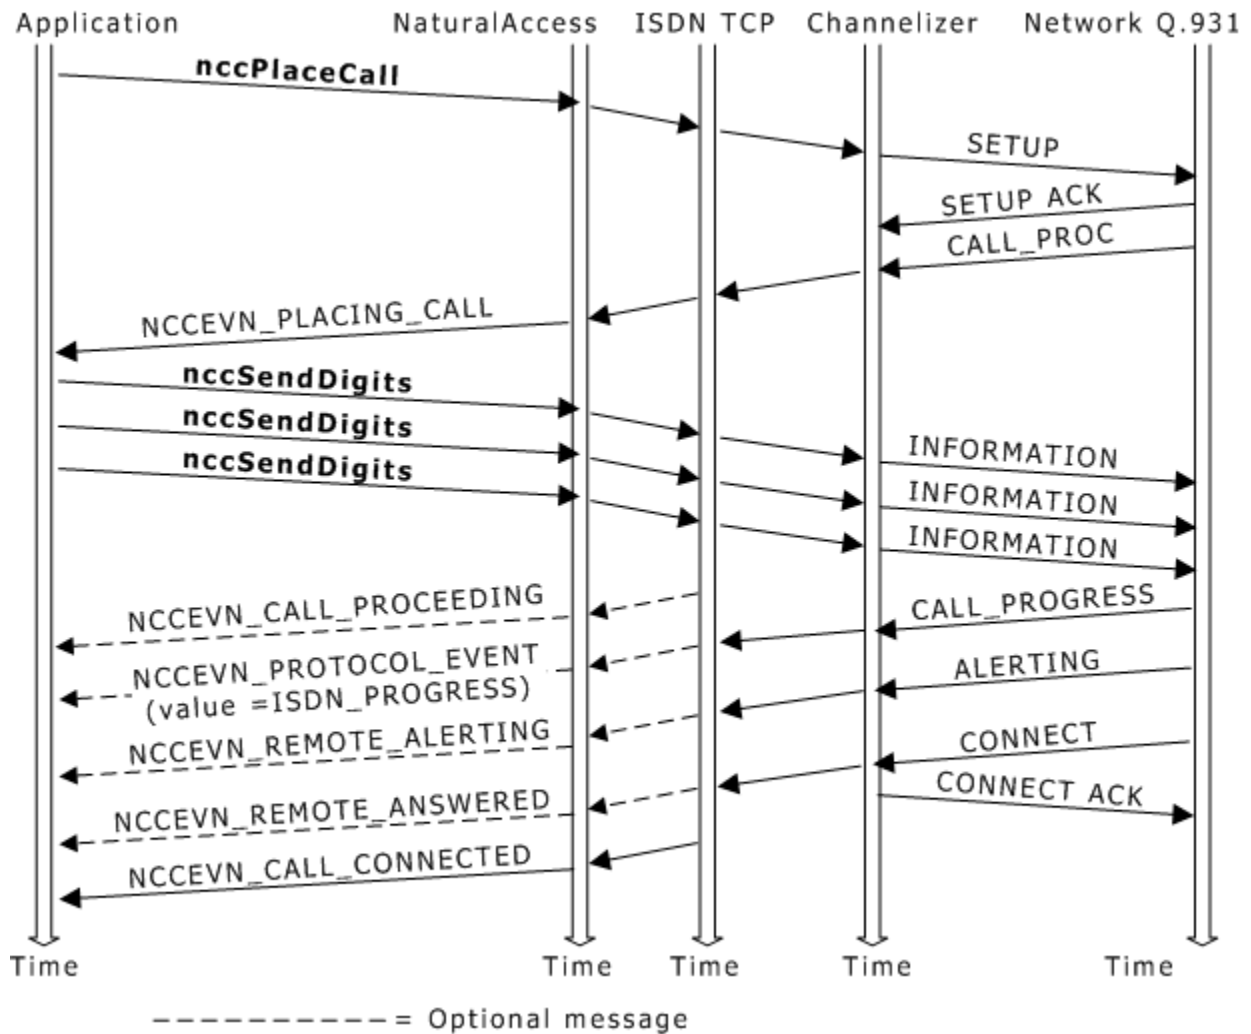 Application NaturalAccess ISDN TCP Channelizer Network Q.931
nccPlaceCall
SETUP
SETUP ACK
CALL_PROC
NCCEVN_PLACING_CALL
nccSendDigits
nccSendDigits
nccSendDigits
INFORMATION
INFORMATION
INFORMATION
NCCEVN_CALL_PROCEEDING
CALL_PROGRESS
NCCEVN_PROTOCOL_EVENT
(value =ISDN_PROGRESS)
ALERTING
NCCEVN_REMOTE_ALERTING
CONNECT
CONNECT ACK
NCCEVN_REMOTE_ANSWERED
NCCEVN_CALL_CONNECTED
Time Time Time Time Time
= Optional message